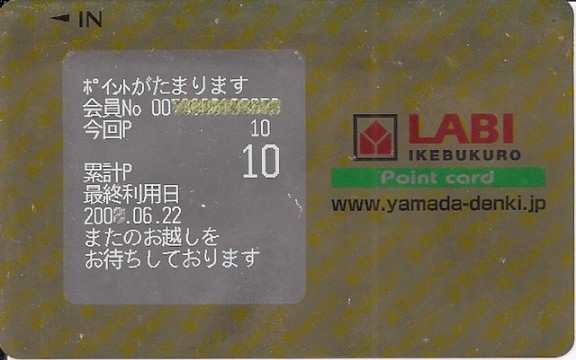 IN
ﾎﾟｲﾝﾄがたまります
会員No 00
今回P 10
累計P 10
最終利用日
.06.22
またのお越しを
お待ちしております
LABI
IKEBUKURO
Point card
www.yamada-denki.jp